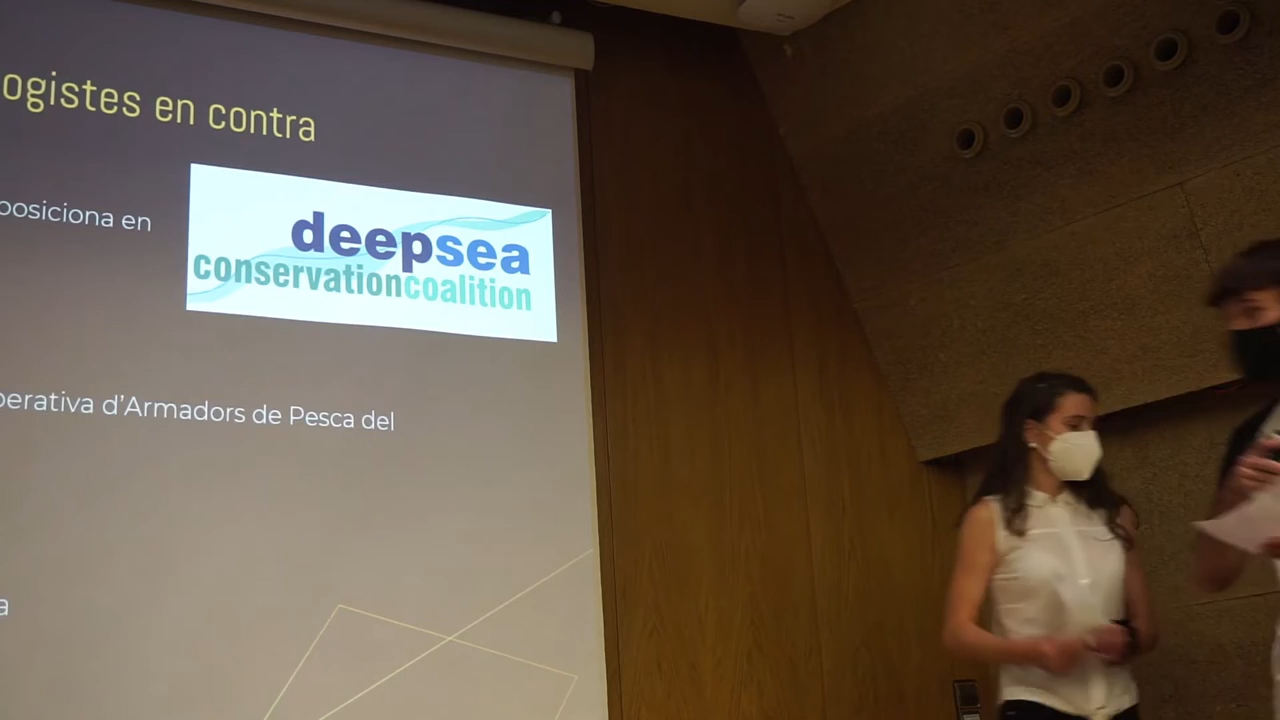 ogistes en contra
posiciona en
deepsea
conservationcoalition
perativa d'Armadors de Pesca del
a